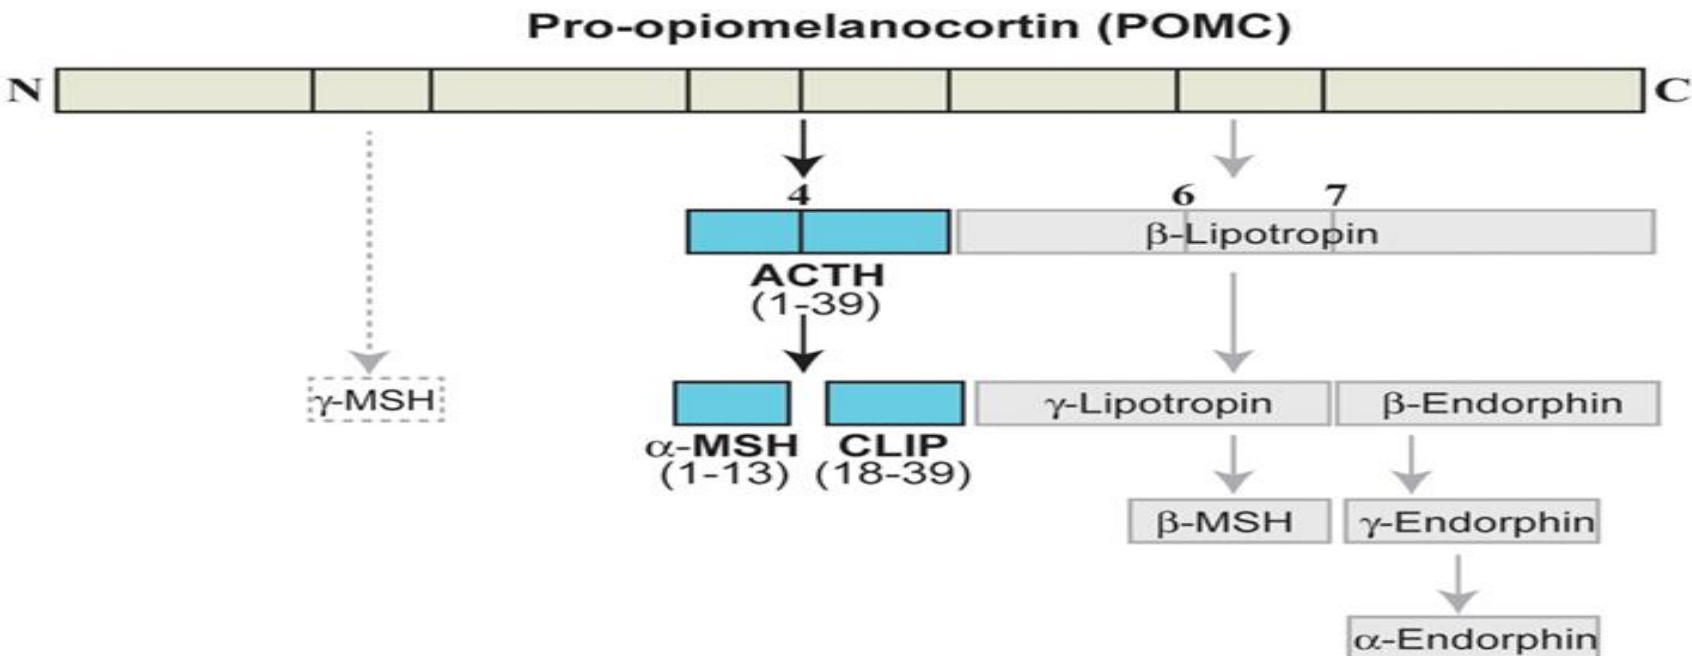 Pro-opiomelanocortin (POMC)
N C
4 6 7
β-Lipotropin
ACTH
(1-39)
γ-MSH
γ-Lipotropin β-Endorphin
α-MSH CLIP
(1-13) (18-39)
β-MSH γ-Endorphin
α-Endorphin